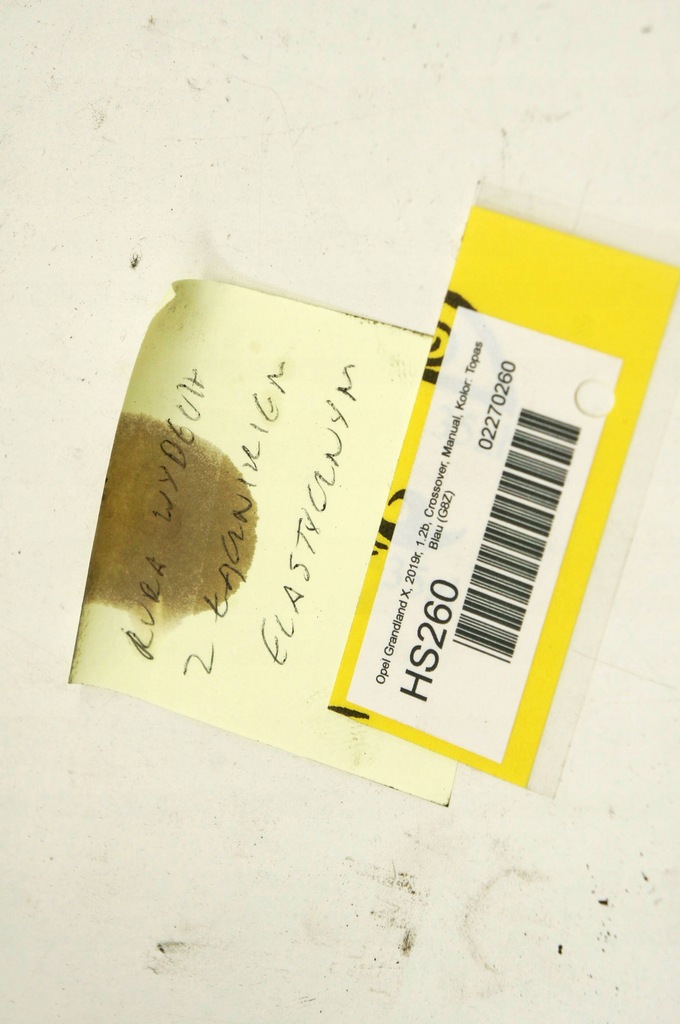 RURA WYDECH
Z ŁĄCZNIKIEM
ELASTYCZNYM
Opel Grandland X, 2019r, 1.2b, Crossover, Manual, Kolor: Topas
Blau (G8Z)
HS260
02270260